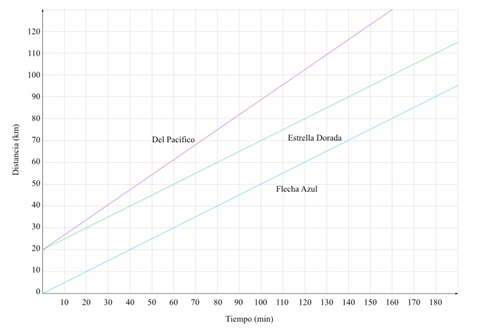 120
110
100
90
80
70
60
50
40
30
20
10
0
Distancia (km)
Del Pacífico
Estrella Dorada
Flecha Azul
10 20 30 40 50 60 70 80 90 100 110 120 130 140 150 160 170 180
Tiempo (min)